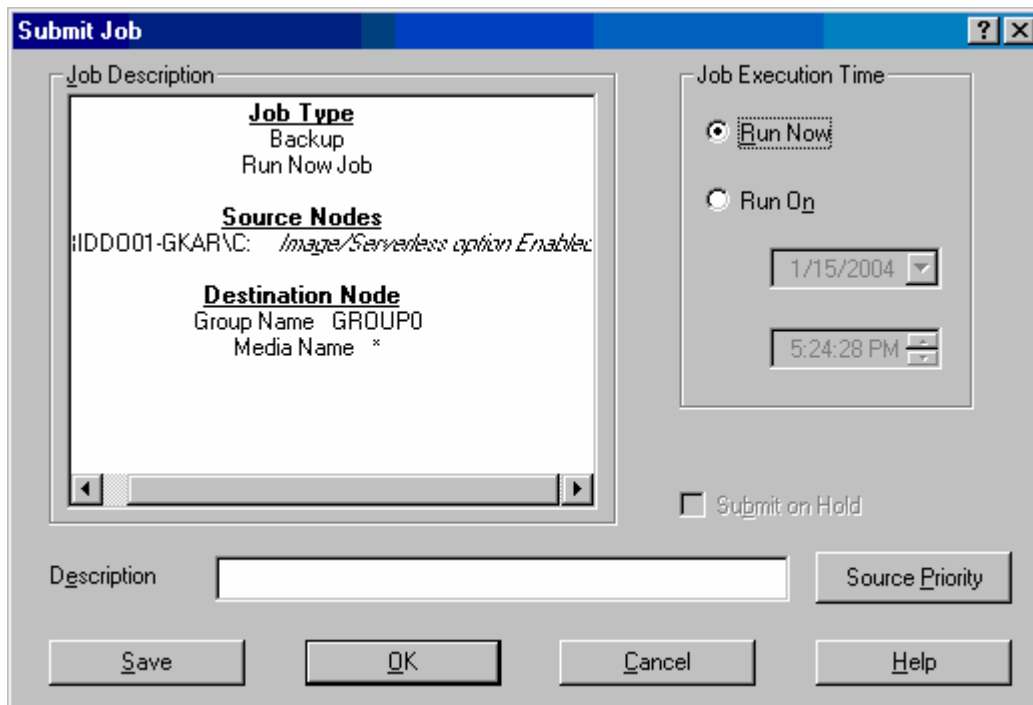 Submit Job
Job Description
Job Type
Backup
Run Now Job
Source Nodes
IDDO01-GKAR\C: Image/Serverless option Enabled
Destination Node
Group Name GROUP0
Media Name *
Job Execution Time
Run Now
Run On
1/15/2004
5:24:28 PM
Submit on Hold
Description
Source Priority
Save
OK
Cancel
Help